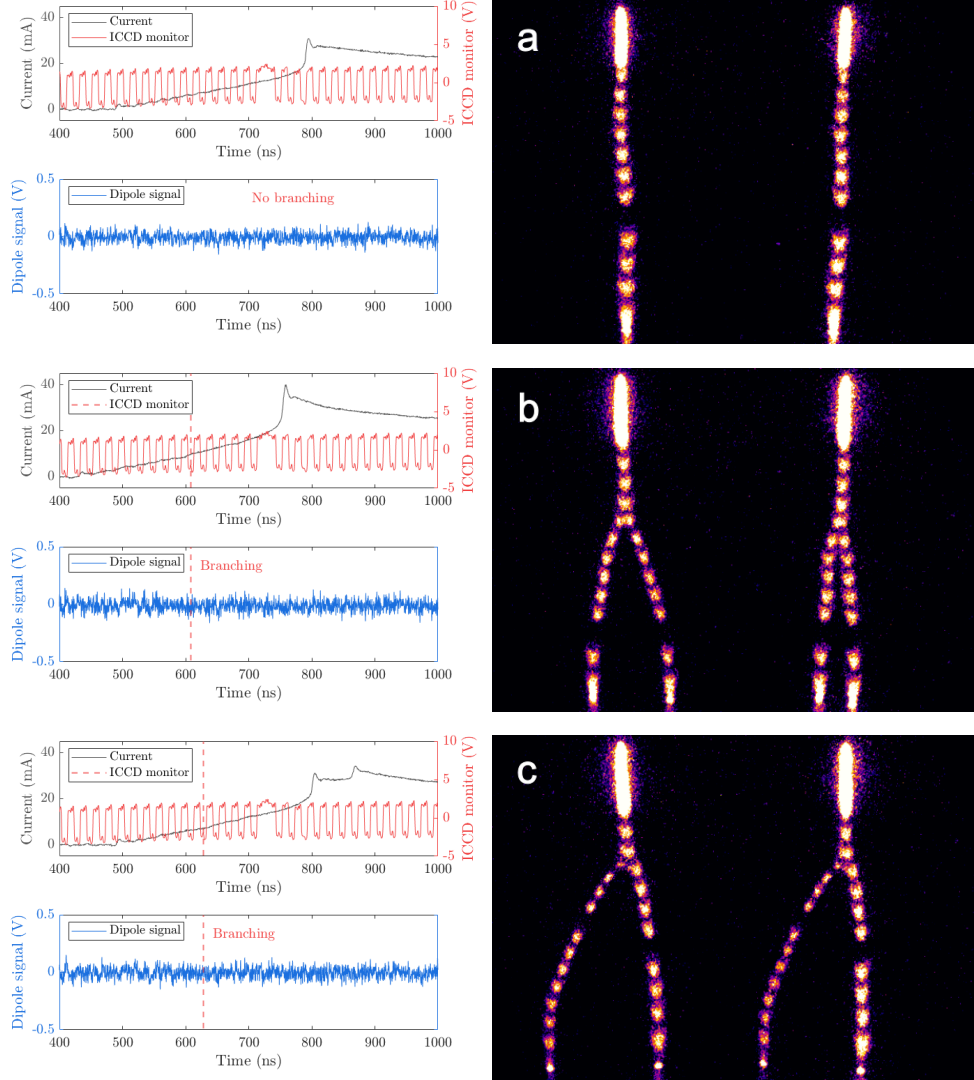 Current
ICCD monitor
Current (mA)
40
20
0
10
5
0
-5
ICCD monitor (V)
400 500 600 700 800 900 1000
Time (ns)
Dipole signal
No branching
Dipole signal (V)
0.5
0
-0.5
400 500 600 700 800 900 1000
Time (ns)
a
Current
ICCD monitor
Current (mA)
40
20
0
10
5
0
-5
ICCD monitor (V)
400 500 600 700 800 900 1000
Time (ns)
Dipole signal
Branching
Dipole signal (V)
0.5
0
-0.5
400 500 600 700 800 900 1000
Time (ns)
b
Current
ICCD monitor
Current (mA)
40
20
0
10
5
0
-5
ICCD monitor (V)
400 500 600 700 800 900 1000
Time (ns)
Dipole signal
Branching
Dipole signal (V)
0.5
0
-0.5
400 500 600 700 800 900 1000
Time (ns)
c